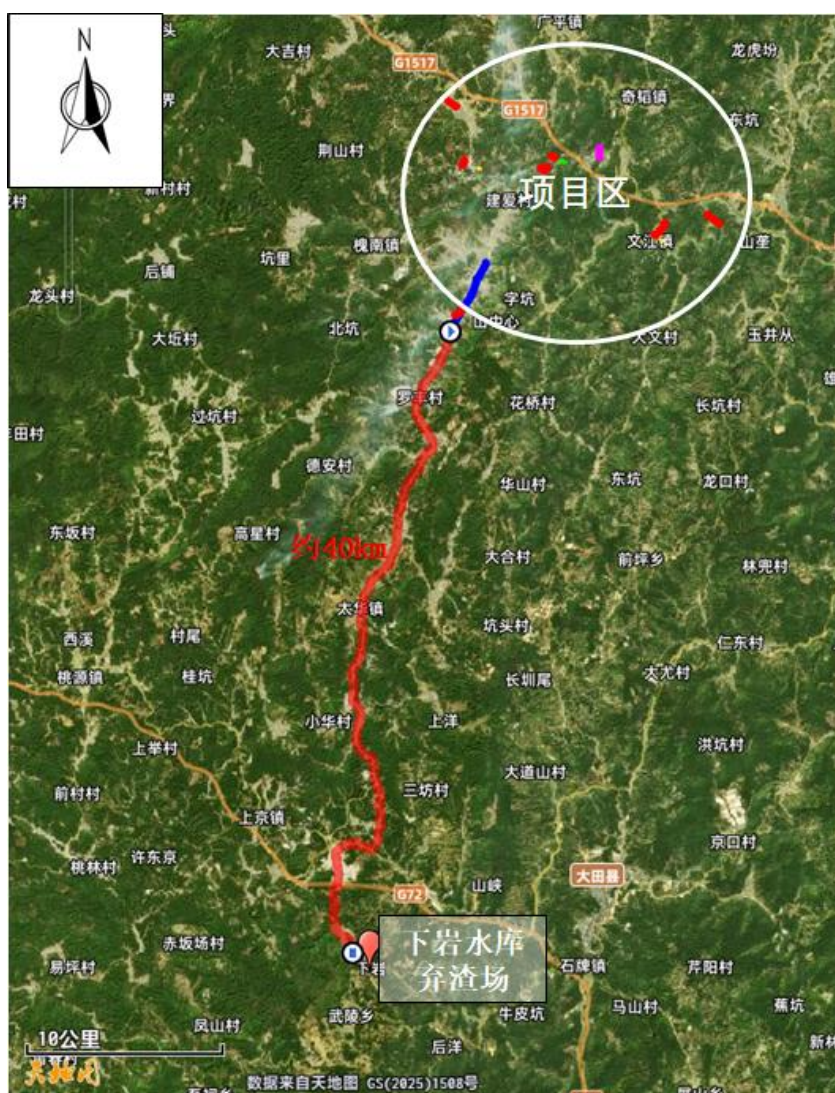 N
广平镇
大吉村
龙虎坋
G1517
奇韬镇
G1517
东坑
荆山村
新村村
建爱村
项目区
槐南镇
文江镇
山垄
后铺
坑里
龙头村
字坑
北坑
大坵村
大文村
玉井从
罗丰村
花桥村
长坑村
过坑村
德安村
华山村
东坑
龙口村
东坂村
高星村
约40km
大合村
前坪乡
林兜村
太华镇
坑头村
西溪
村尾
仁东村
桃源镇
桂坑
长圳尾
大尤村
小华村
上洋
上举村
洪坑村
大道山村
前村村
三坊村
上京镇
京口村
桃林村
许东京
大田县
G72
山峡
赤坂场村
下岩水库
弃渣场
易坪村
下岩
石牌镇
芹阳村
武陵乡
牛皮坑
马山村
蕉坑
凤山村
10公里
后洋
新林
天地图
数据来自天地图 GS(2025)1508号